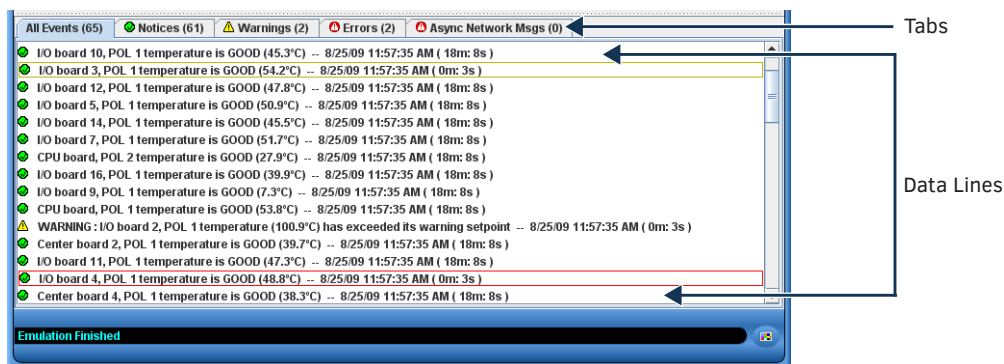 All Events (65) Notices (61) Warnings (2) Errors (2) Async Network Msgs (0)
Tabs
I/O board 10, POL 1 temperature is GOOD (45.3°C) -- 8/25/09 11:57:35 AM ( 18m: 8s )
I/O board 3, POL 1 temperature is GOOD (54.2°C) -- 8/25/09 11:57:35 AM ( 0m: 3s )
I/O board 12, POL 1 temperature is GOOD (47.8°C) -- 8/25/09 11:57:35 AM ( 18m: 8s )
I/O board 5, POL 1 temperature is GOOD (50.9°C) -- 8/25/09 11:57:35 AM ( 18m: 8s )
I/O board 14, POL 1 temperature is GOOD (45.5°C) -- 8/25/09 11:57:35 AM ( 18m: 8s )
I/O board 7, POL 1 temperature is GOOD (51.7°C) -- 8/25/09 11:57:35 AM ( 18m: 8s )
CPU board, POL 2 temperature is GOOD (27.9°C) -- 8/25/09 11:57:35 AM ( 18m: 8s )
I/O board 16, POL 1 temperature is GOOD (39.9°C) -- 8/25/09 11:57:35 AM ( 18m: 8s )
I/O board 9, POL 1 temperature is GOOD (7.3°C) -- 8/25/09 11:57:35 AM ( 18m: 8s )
CPU board, POL 1 temperature is GOOD (53.8°C) -- 8/25/09 11:57:35 AM ( 18m: 8s )
WARNING : I/O board 2, POL 1 temperature (100.9°C) has exceeded its warning setpoint -- 8/25/09 11:57:35 AM ( 0m: 3s )
Center board 2, POL 1 temperature is GOOD (39.7°C) -- 8/25/09 11:57:35 AM ( 18m: 8s )
I/O board 11, POL 1 temperature is GOOD (47.3°C) -- 8/25/09 11:57:35 AM ( 18m: 8s )
I/O board 4, POL 1 temperature is GOOD (48.8°C) -- 8/25/09 11:57:35 AM ( 0m: 3s )
Center board 4, POL 1 temperature is GOOD (38.3°C) -- 8/25/09 11:57:35 AM ( 18m: 8s )
Data Lines
Emulation Finished